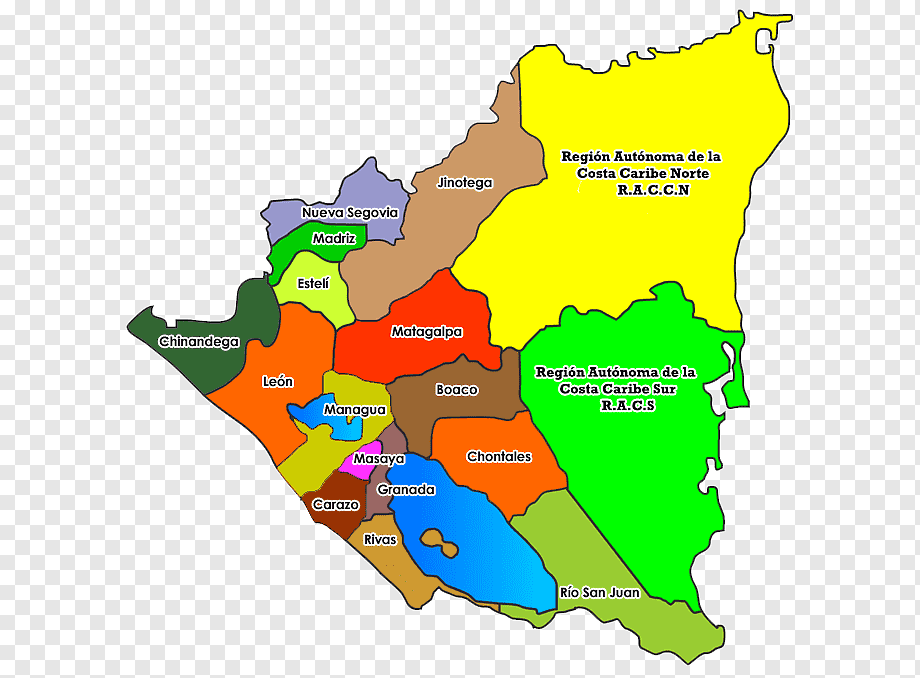 Región Autónoma de la
Costa Caribe Norte
R.A.C.C.N
Jinotega
Nueva Segovia
Madriz
Estelí
Matagalpa
Chinandega
León
Boaco
Región Autónoma de la
Costa Caribe Sur
R.A.C.S
Managua
Masaya
Chontales
Granada
Carazo
Rivas
Río San Juan